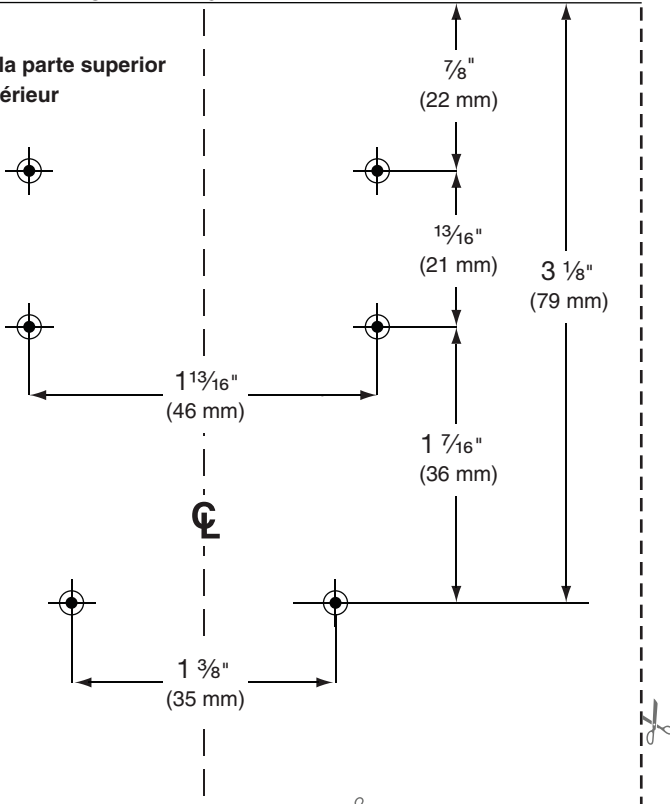 la parte superior
érieur
⅞"
(22 mm)
13⁄16"
(21 mm)
3 ⅛"
(79 mm)
1 13⁄16"
(46 mm)
1 7⁄16"
(36 mm)
℄
1 ⅜"
(35 mm)